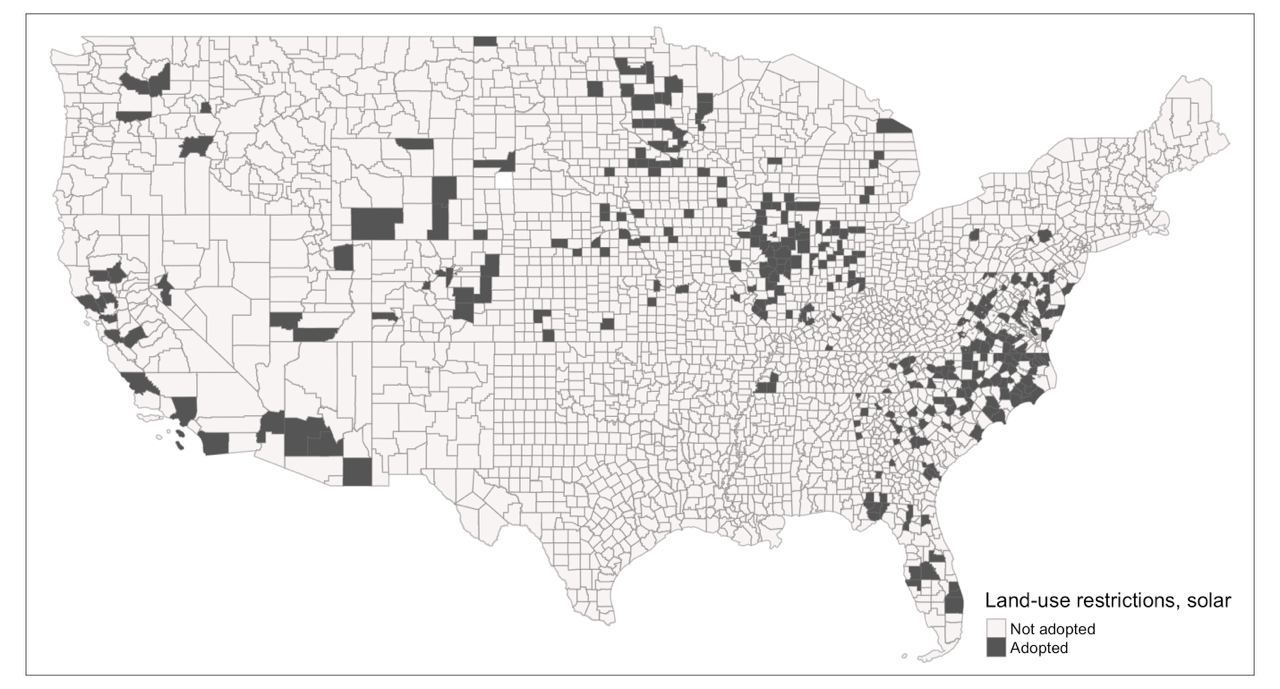 Land-use restrictions, solar
Not adopted
Adopted